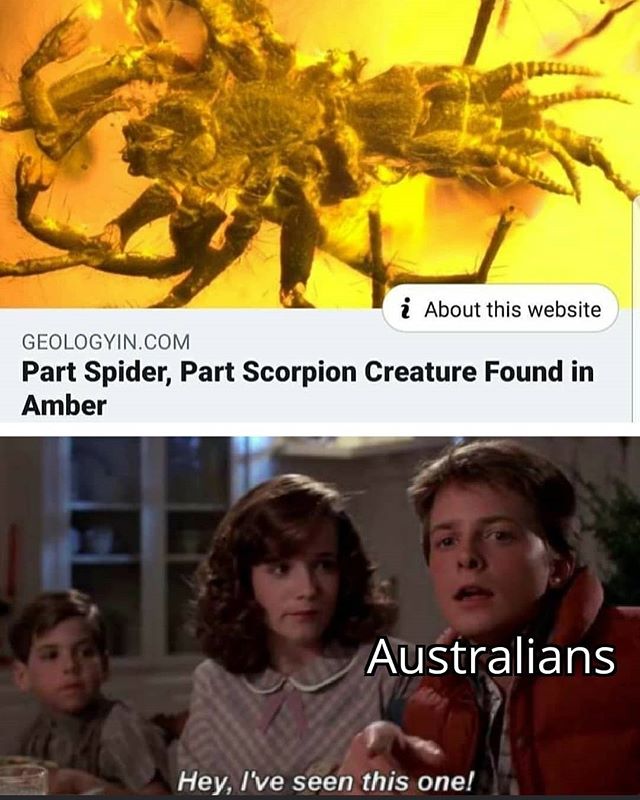 i About this website
GEOLOGYIN.COM
Part Spider, Part Scorpion Creature Found in
Amber
Australians
Hey, I've seen this one!